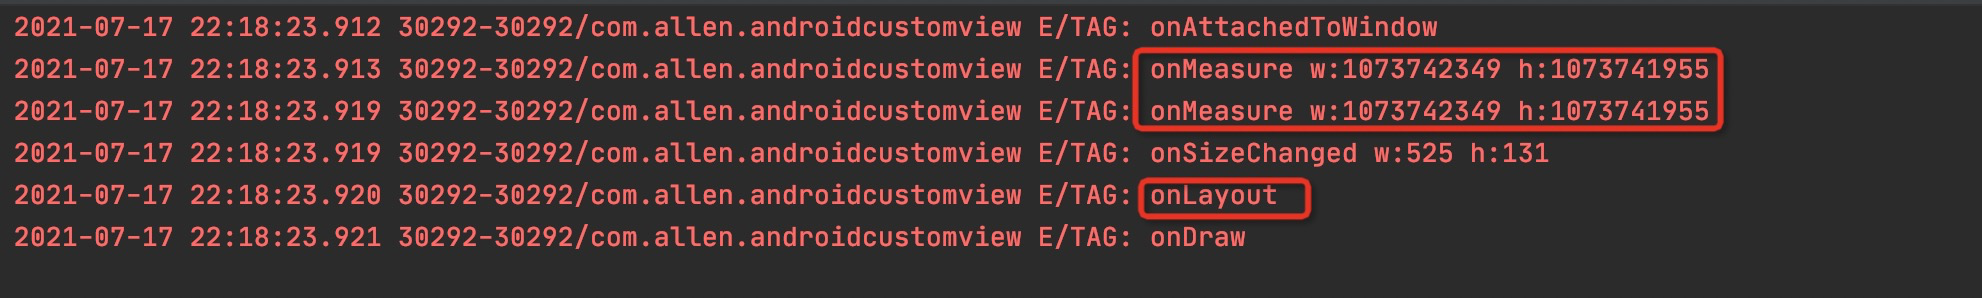 2021-07-17 22:18:23.912 30292-30292/com.allen.androidcustomview E/TAG: onAttachedToWindow
2021-07-17 22:18:23.913 30292-30292/com.allen.androidcustomview E/TAG: onMeasure w:1073742349 h:1073741955
2021-07-17 22:18:23.919 30292-30292/com.allen.androidcustomview E/TAG: onMeasure w:1073742349 h:1073741955
2021-07-17 22:18:23.919 30292-30292/com.allen.androidcustomview E/TAG: onSizeChanged w:525 h:131
2021-07-17 22:18:23.920 30292-30292/com.allen.androidcustomview E/TAG: onLayout
2021-07-17 22:18:23.921 30292-30292/com.allen.androidcustomview E/TAG: onDraw